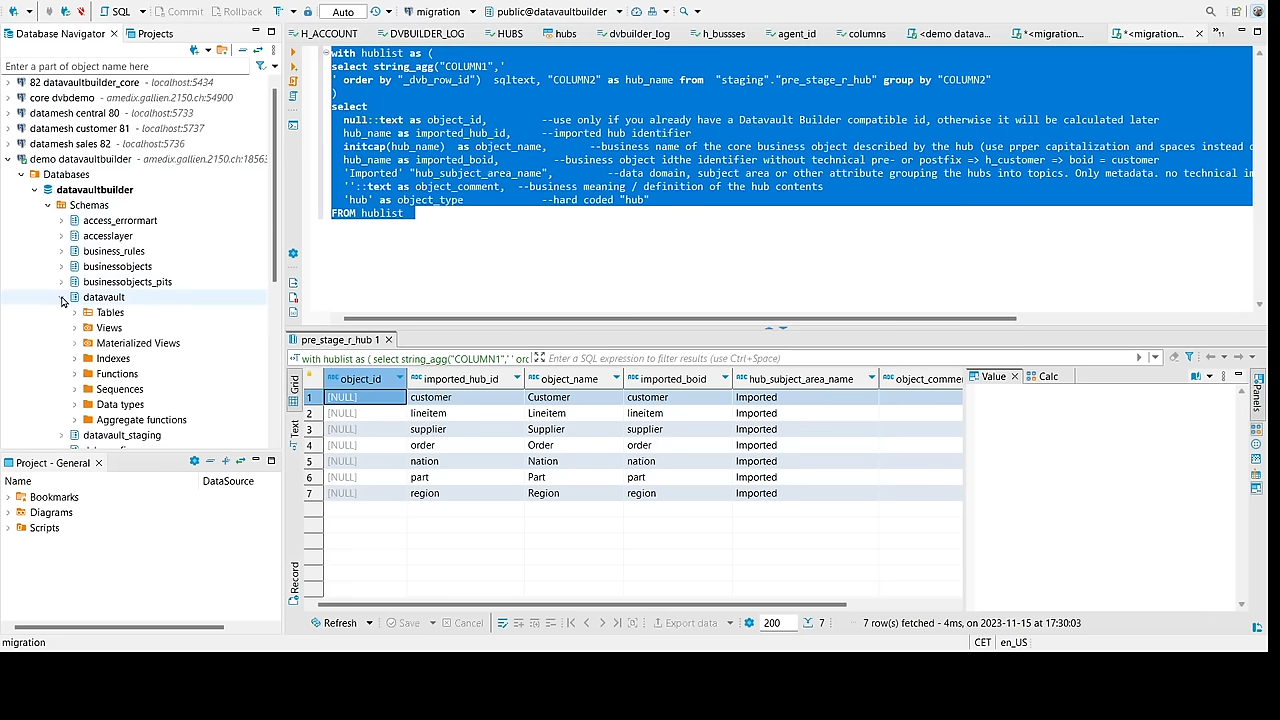 SQL
Commit
Rollback
Auto
migration
public@datavaultbuilder
Database Navigator
Projects
Enter a part of object name here
82 datavaultbuilder_core - localhost:5434
core dvbdemo - amedix.gallien.2150.ch:54900
datamesh central 80 - localhost:5733
datamesh customer 81 - localhost:5737
datamesh sales 82 - localhost:5736
demo datavaultbuilder - amedix.gallien.2150.ch:1856
Databases
datavaultbuilder
Schemas
access_errormart
accesslayer
business_rules
businessobjects
businessobjects_pits
datavault
Tables
Views
Materialized Views
Indexes
Functions
Sequences
Data types
Aggregate functions
datavault_staging
Project - General
Name DataSource
Bookmarks
Diagrams
Scripts
H_ACCOUNT
DVBUILDER_LOG
HUBS
hubs
dvbuilder_log
h_bussses
agent_id
columns
<demo datava...
*<migration...
*<migration...
11
with hublist as (
select string_agg("COLUMN1",'
' order by "_dvb_row_id") sqltext, "COLUMN2" as hub_name from "staging"."pre_stage_r_hub" group by "COLUMN2"
)
select
null::text as object_id, --use only if you already have a Datavault Builder compatible id, otherwise it will be calculated later
hub_name as imported_hub_id, --imported hub identifier
initcap(hub_name) as object_name, --business name of the core business object described by the hub (use prper capitalization and spaces instead o
hub_name as imported_boid, --business object idthe identifier without technical pre- or postfix => h_customer => boid = customer
'Imported' "hub_subject_area_name", --data domain, subject area or other attribute grouping the hubs into topics. Only metadata. no technical im
''::text as object_comment, --business meaning / definition of the hub contents
'hub' as object_type --hard coded "hub"
FROM hublist
pre_stage_r_hub 1
with hublist as ( select string_agg("COLUMN1",' ' orc
Enter a SQL expression to filter results (use Ctrl+Space)
Grid
Text
Record
object_id imported_hub_id object_name imported_boid hub_subject_area_name object_comme
1 [NULL] customer Customer customer Imported
2 [NULL] lineitem Lineitem lineitem Imported
3 [NULL] supplier Supplier supplier Imported
4 [NULL] order Order order Imported
5 [NULL] nation Nation nation Imported
6 [NULL] part Part part Imported
7 [NULL] region Region region Imported
Value
Calc
Panels
Refresh
Save
Cancel
Export data
200
7
7 row(s) fetched - 4ms, on 2023-11-15 at 17:30:03
migration
CET
en_US